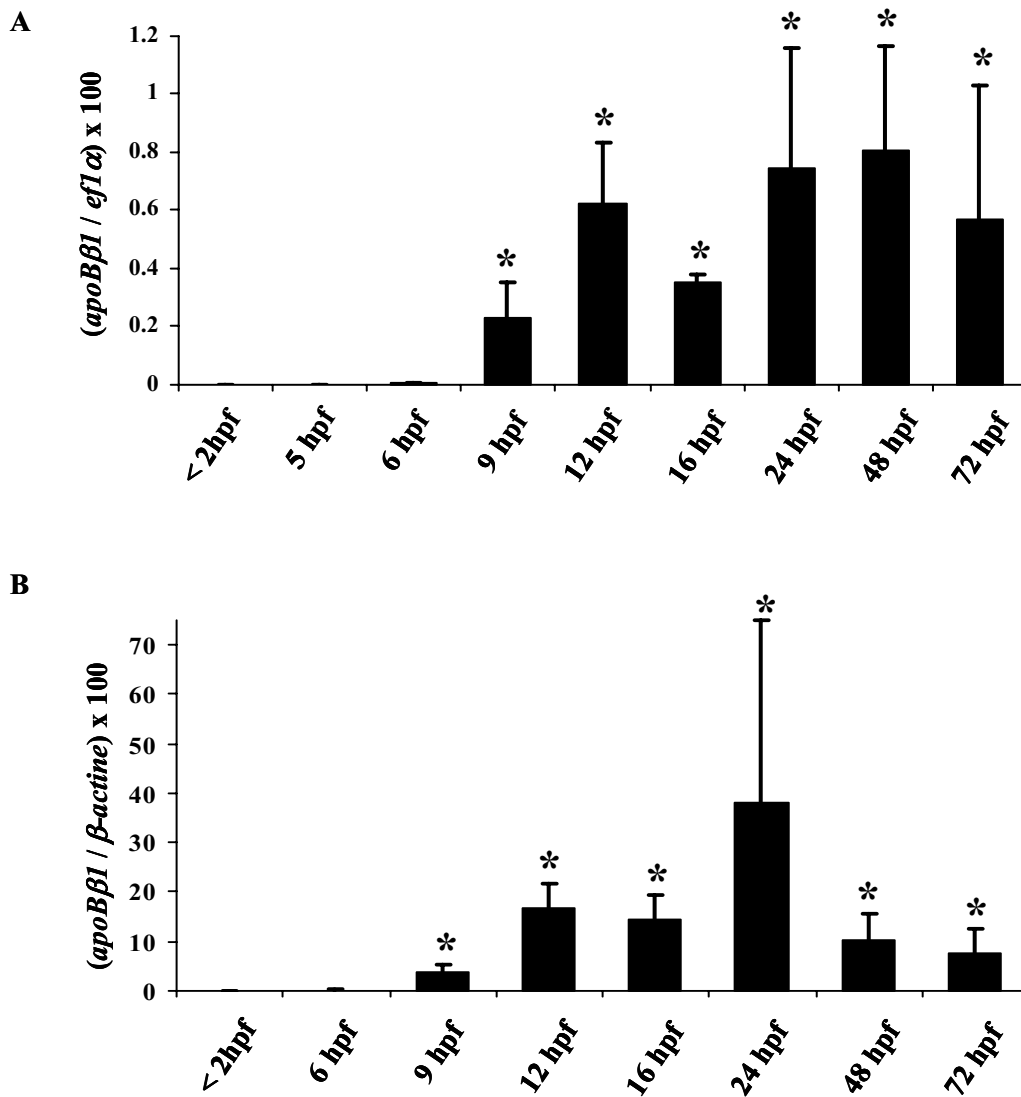 A
(apoBβ1 / ef1α) x 100
1.2
1
0.8
0.6
0.4
0.2
0
* * * * * *
< 2hpf 5 hpf 6 hpf 9 hpf 12 hpf 16 hpf 24 hpf 48 hpf 72 hpf
B
(apoBβ1 / β-actine) x 100
70
60
50
40
30
20
10
0
* * * * * *
< 2hpf 6 hpf 9 hpf 12 hpf 16 hpf 24 hpf 48 hpf 72 hpf